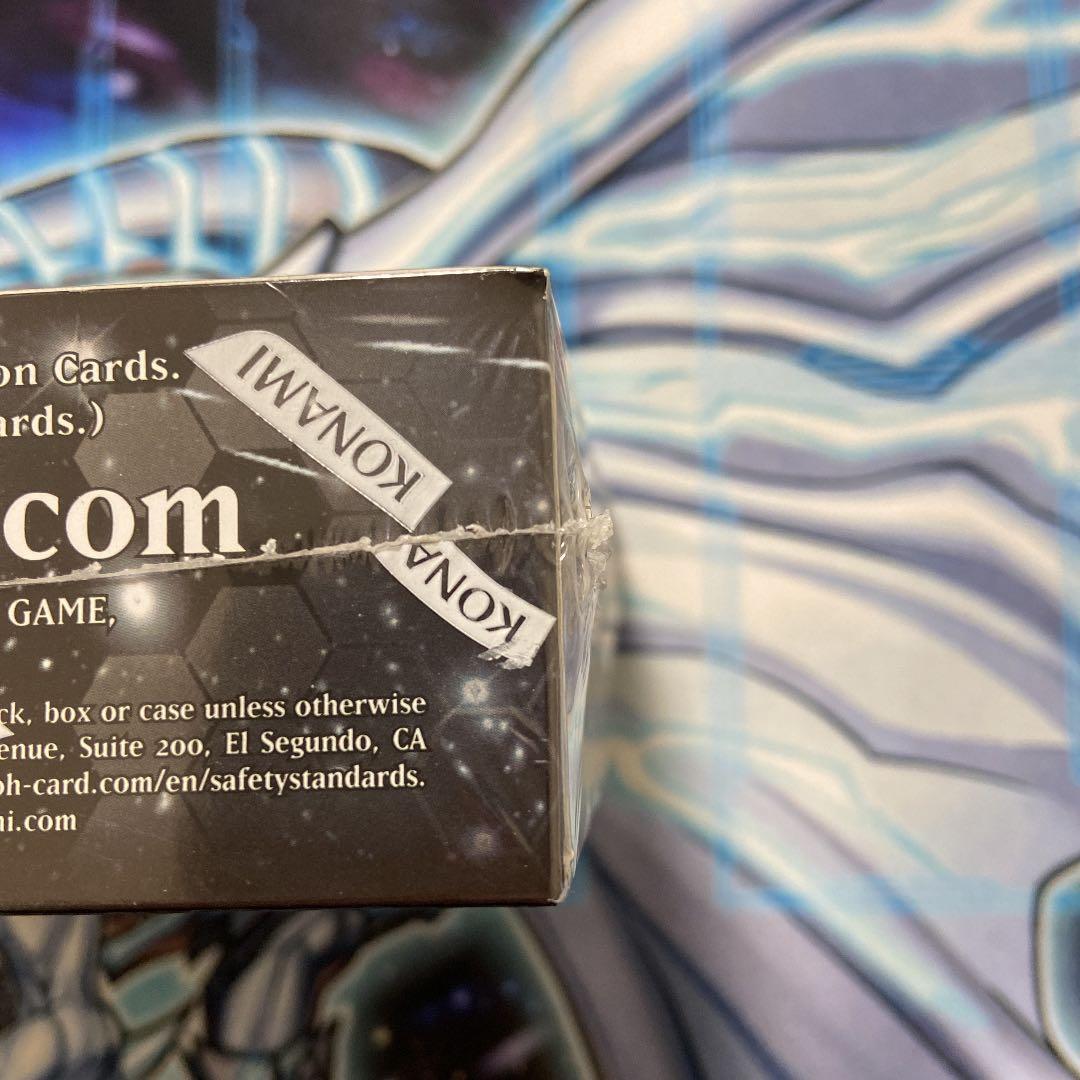 on Cards.
ards.)
KONAMI
.com
KONA
GAME,
ck, box or case unless otherwise
enue, Suite 200, El Segundo, CA
oh-card.com/en/safetystandards.
ni.com